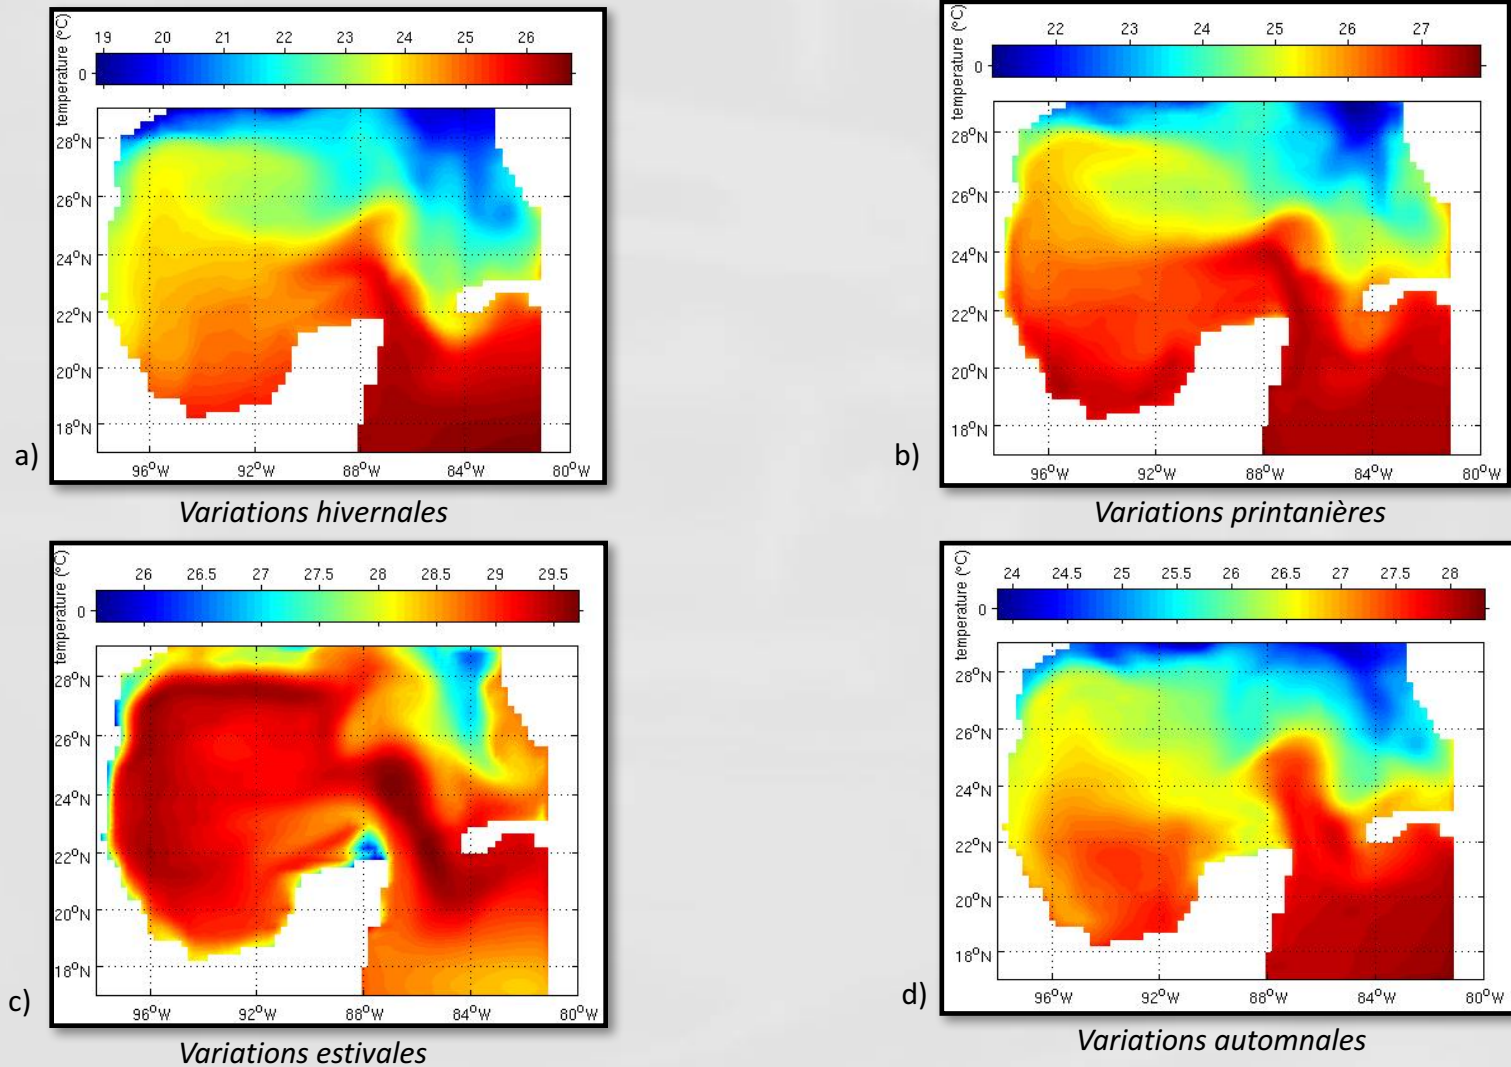 19 20 21 22 23 24 25 26
temperature (°C)
0
28°N
26°N
24°N
22°N
20°N
18°N
96°W 92°W 88°W 84°W 80°W
a)
Variations hivernales
22 23 24 25 26 27
temperature (°C)
0
28°N
26°N
24°N
22°N
20°N
18°N
96°W 92°W 88°W 84°W 80°W
b)
Variations printanières
26 26.5 27 27.5 28 28.5 29 29.5
temperature (°C)
0
28°N
26°N
24°N
22°N
20°N
18°N
96°W 92°W 88°W 84°W 80°W
c)
Variations estivales
24 24.5 25 25.5 26 26.5 27 27.5 28
temperature (°C)
0
28°N
26°N
24°N
22°N
20°N
18°N
96°W 92°W 88°W 84°W 80°W
d)
Variations automnales